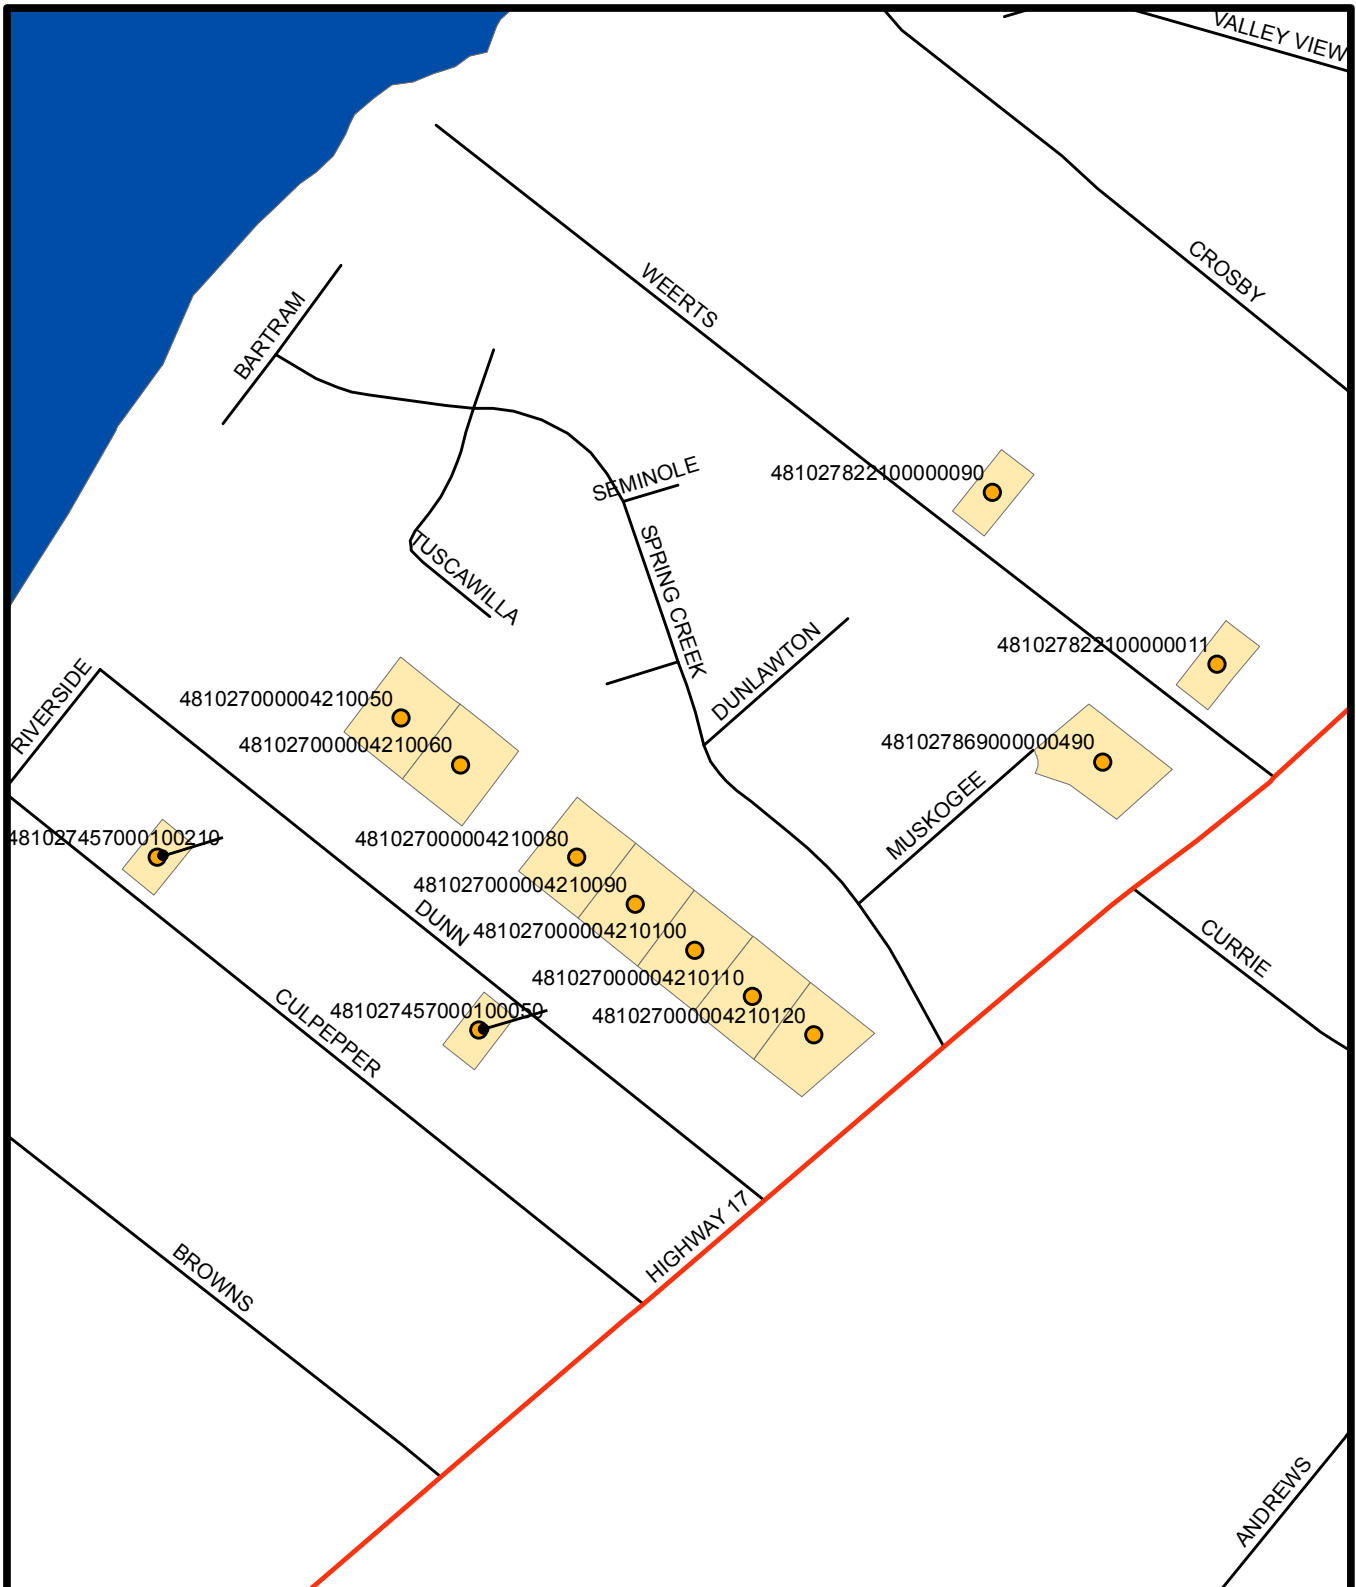 VALLEY VIEW
CROSBY
WEERTS
BARTRAM
SEMINOLE
481027822100000090
SPRING CREEK
TUSCAWILLA
DUNLAWTON
481027822100000011
RIVERSIDE
481027000004210050
481027000004210060
481027869000000490
MUSKOGEE
481027457000100210
481027000004210080
481027000004210090
DUNN
481027000004210100
CURRIE
481027000004210110
481027457000100050
481027000004210120
CULPEPPER
HIGHWAY 17
BROWNS
ANDREWS